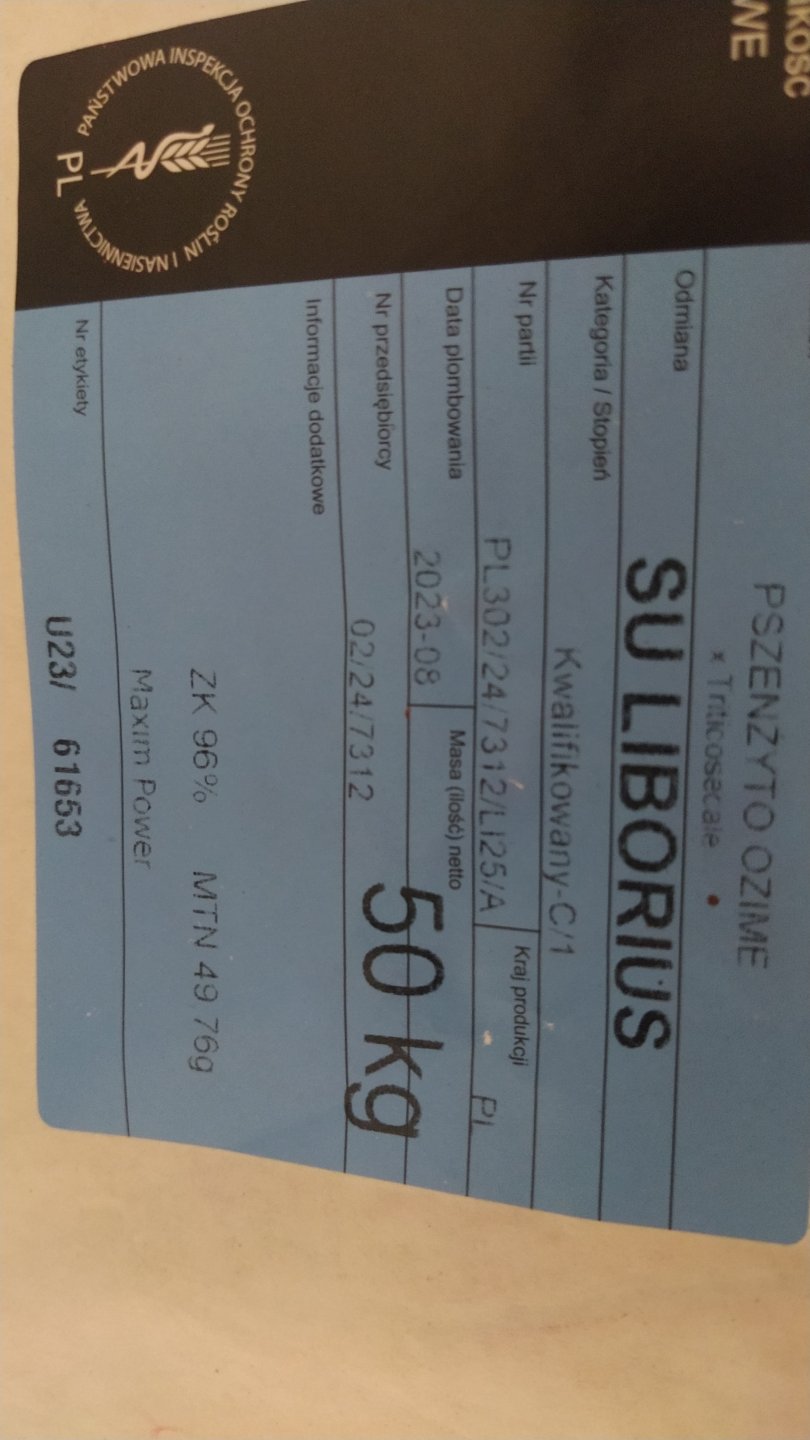 KOŚĆ
WE
PAŃSTWOWA INSPEKCJA OCHRONY ROŚLIN I NASIENNICTWA
PL
PSZENŻYTO OZIME
x Triticosecale
Odmiana SU LIBORIUS
Kategoria / Stopień Kwalifikowany-C/1
Nr partii PL302/24/7312/LI25/A Kraj produkcji PL
Data plombowania 2023-08 Masa (ilość) netto 50 kg
Nr przedsiębiorcy 02/24/7312
Informacje dodatkowe
ZK 96% MTN 49,76g
Maxim Power
Nr etykiety U23/ 61653